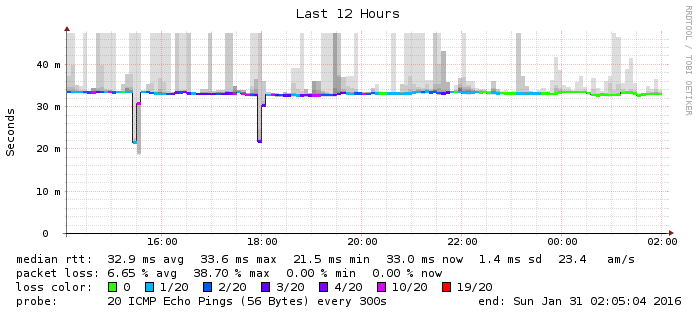 Last 12 Hours
RRDTOOL / TOBI OETIKER
Seconds
40 m
30 m
20 m
10 m
0
16:00 18:00 20:00 22:00 00:00 02:00
median rtt: 32.9 ms avg 33.6 ms max 21.5 ms min 33.0 ms now 1.4 ms sd 23.4 am/s
packet loss: 6.65 % avg 38.70 % max 0.00 % min 0.00 % now
loss color: 0 1/20 2/20 3/20 4/20 10/20 19/20
probe: 20 ICMP Echo Pings (56 Bytes) every 300s end: Sun Jan 31 02:05:04 2016